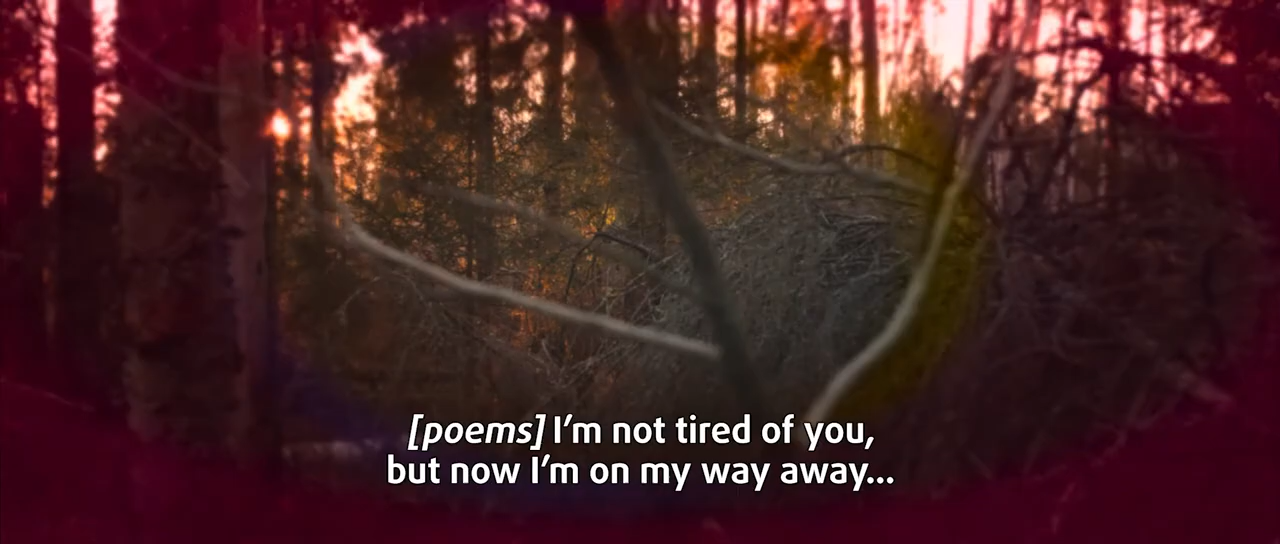 [poems] I’m not tired of you,
but now I’m on my way away...